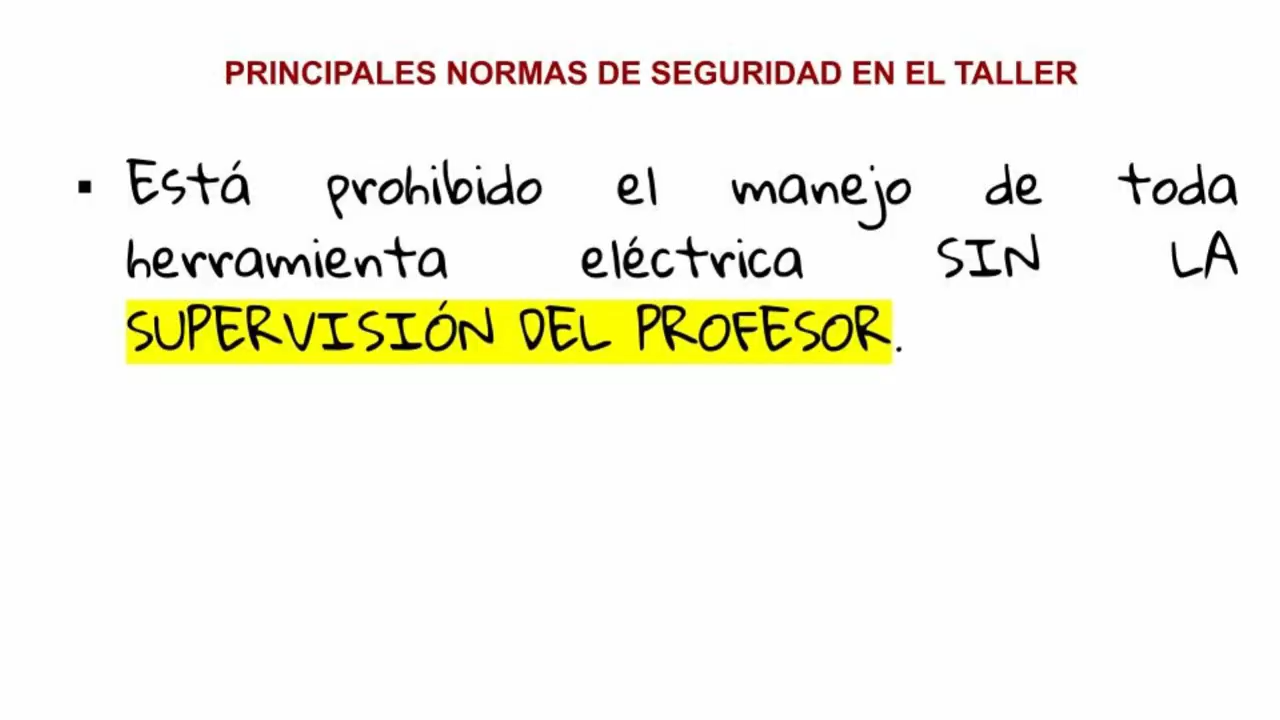 PRINCIPALES NORMAS DE SEGURIDAD EN EL TALLER
▪ Está prohibido el manejo de toda
herramienta eléctrica SIN LA
SUPERVISIÓN DEL PROFESOR.